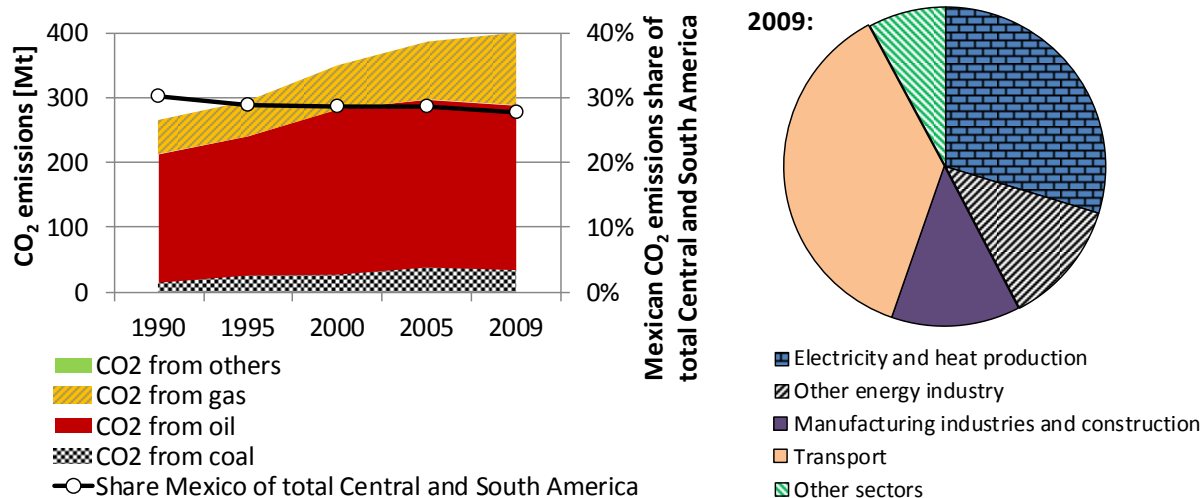 CO₂ emissions [Mt]
400
300
200
100
0
40%
30%
20%
10%
0%
1990 1995 2000 2005 2009
Mexican CO₂ emissions share of
total Central and South America
CO2 from others
CO2 from gas
CO2 from oil
CO2 from coal
Share Mexico of total Central and South America
2009:
Electricity and heat production
Other energy industry
Manufacturing industries and construction
Transport
Other sectors